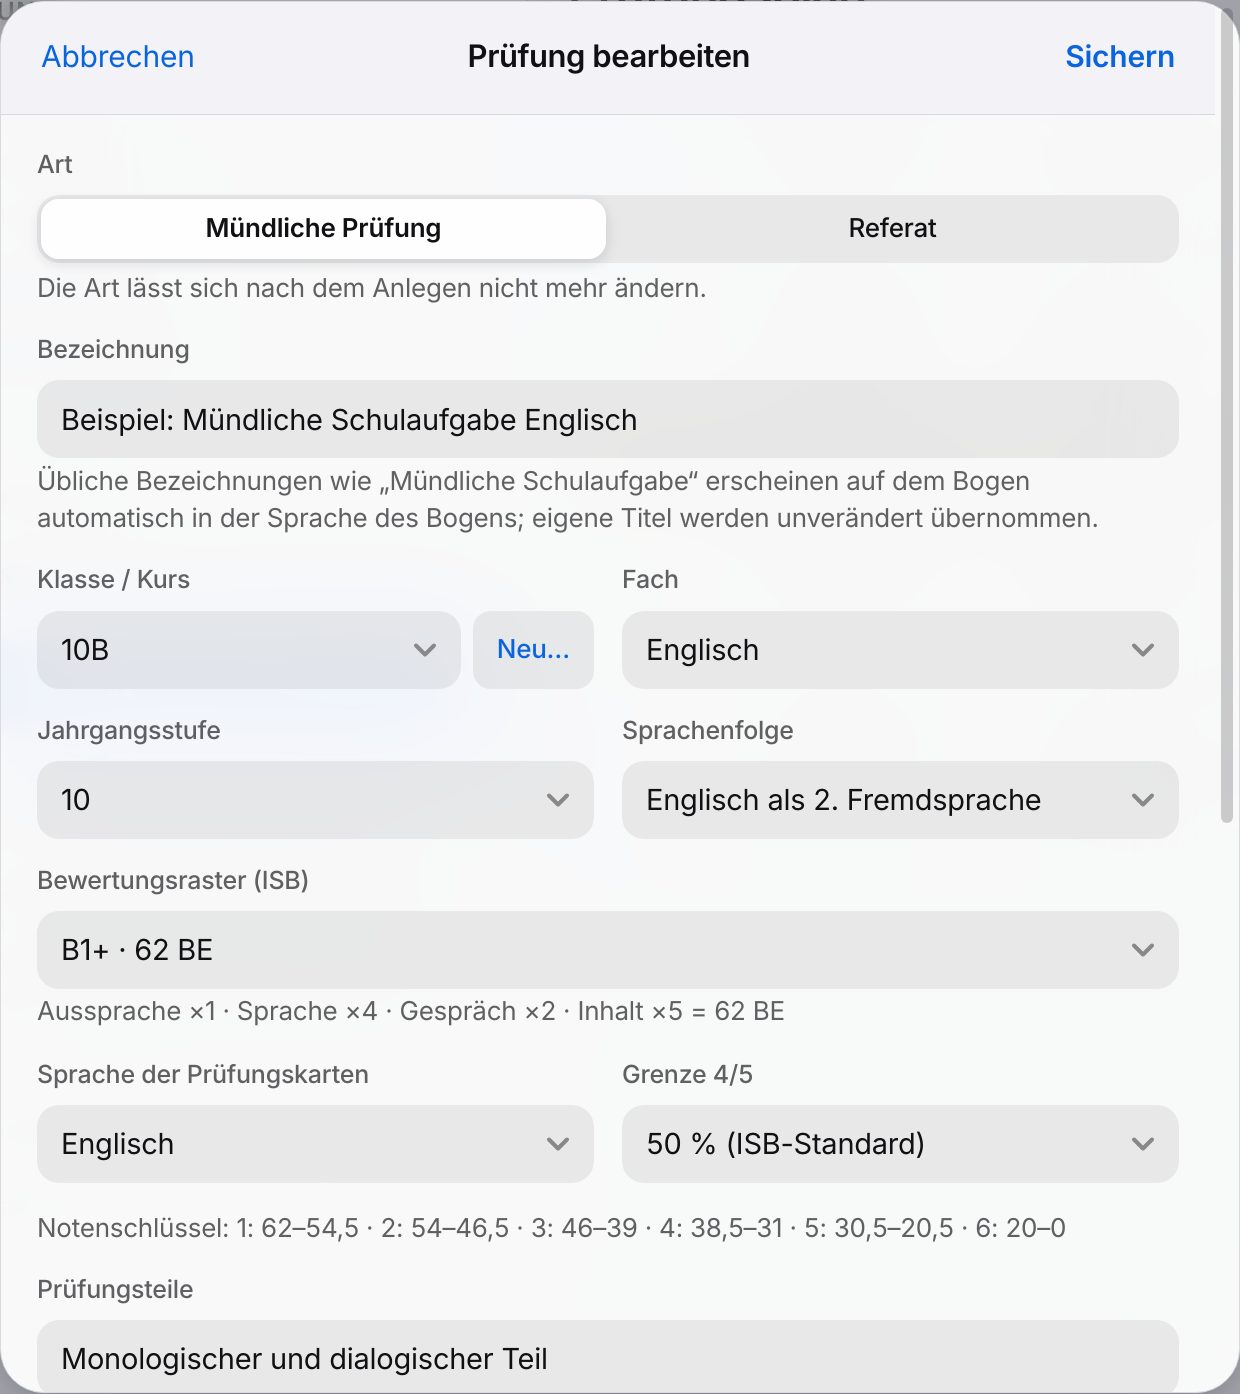 Abbrechen
Prüfung bearbeiten
Sichern
Art
Mündliche Prüfung
Referat
Die Art lässt sich nach dem Anlegen nicht mehr ändern.
Bezeichnung
Beispiel: Mündliche Schulaufgabe Englisch
Übliche Bezeichnungen wie „Mündliche Schulaufgabe“ erscheinen auf dem Bogen
automatisch in der Sprache des Bogens; eigene Titel werden unverändert übernommen.
Klasse / Kurs
Fach
10B
Neu...
Englisch
Jahrgangsstufe
Sprachenfolge
10
Englisch als 2. Fremdsprache
Bewertungsraster (ISB)
B1+ · 62 BE
Aussprache ×1 · Sprache ×4 · Gespräch ×2 · Inhalt ×5 = 62 BE
Sprache der Prüfungskarten
Grenze 4/5
Englisch
50 % (ISB-Standard)
Notenschlüssel: 1: 62–54,5 · 2: 54–46,5 · 3: 46–39 · 4: 38,5–31 · 5: 30,5–20,5 · 6: 20–0
Prüfungsteile
Monologischer und dialogischer Teil